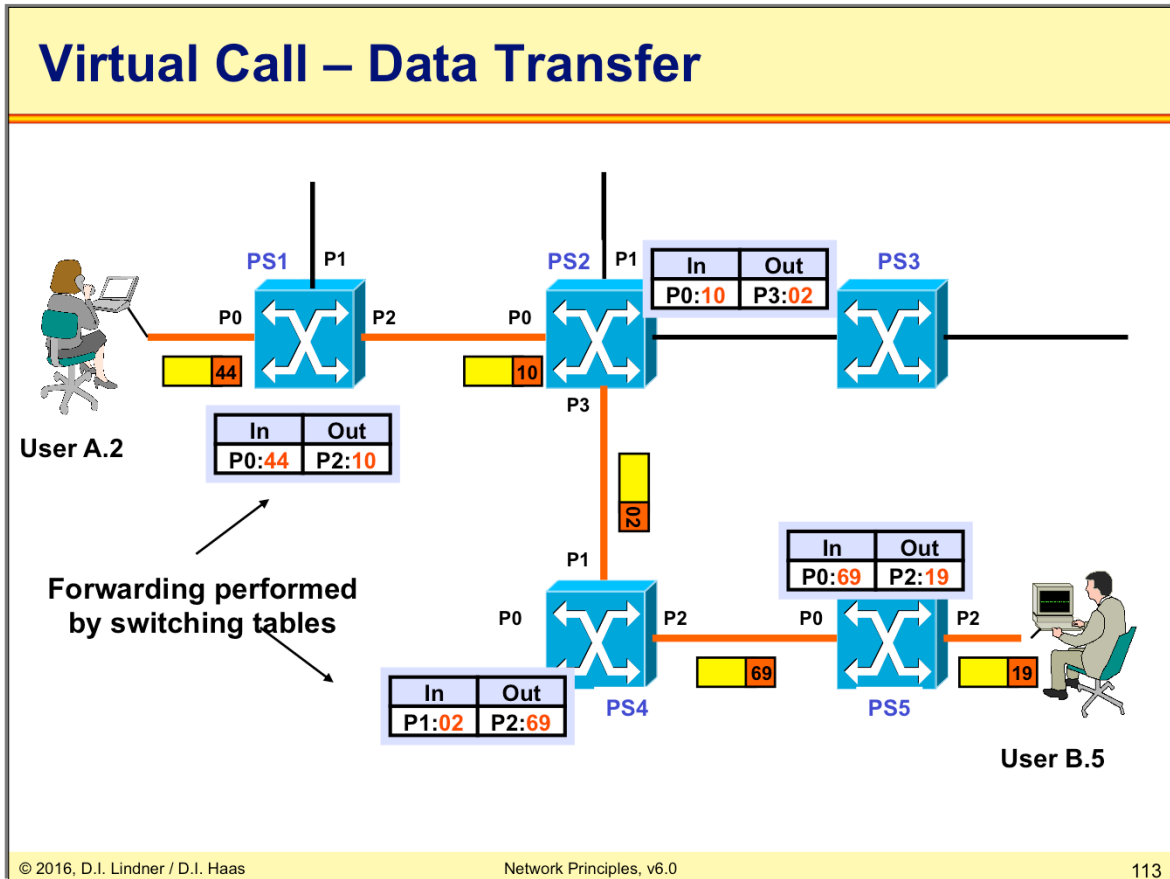 Virtual Call – Data Transfer
PS1
P1
P0
P2
44
In Out
P0:44 P2:10
User A.2
PS2
P1
P0
10
P3
In Out
P0:10 P3:02
PS3
02
Forwarding performed
by switching tables
P1
P0
P2
PS4
In Out
P1:02 P2:69
69
In Out
P0:69 P2:19
P0
P2
PS5
19
User B.5
© 2016, D.I. Lindner / D.I. Haas
Network Principles, v6.0
113